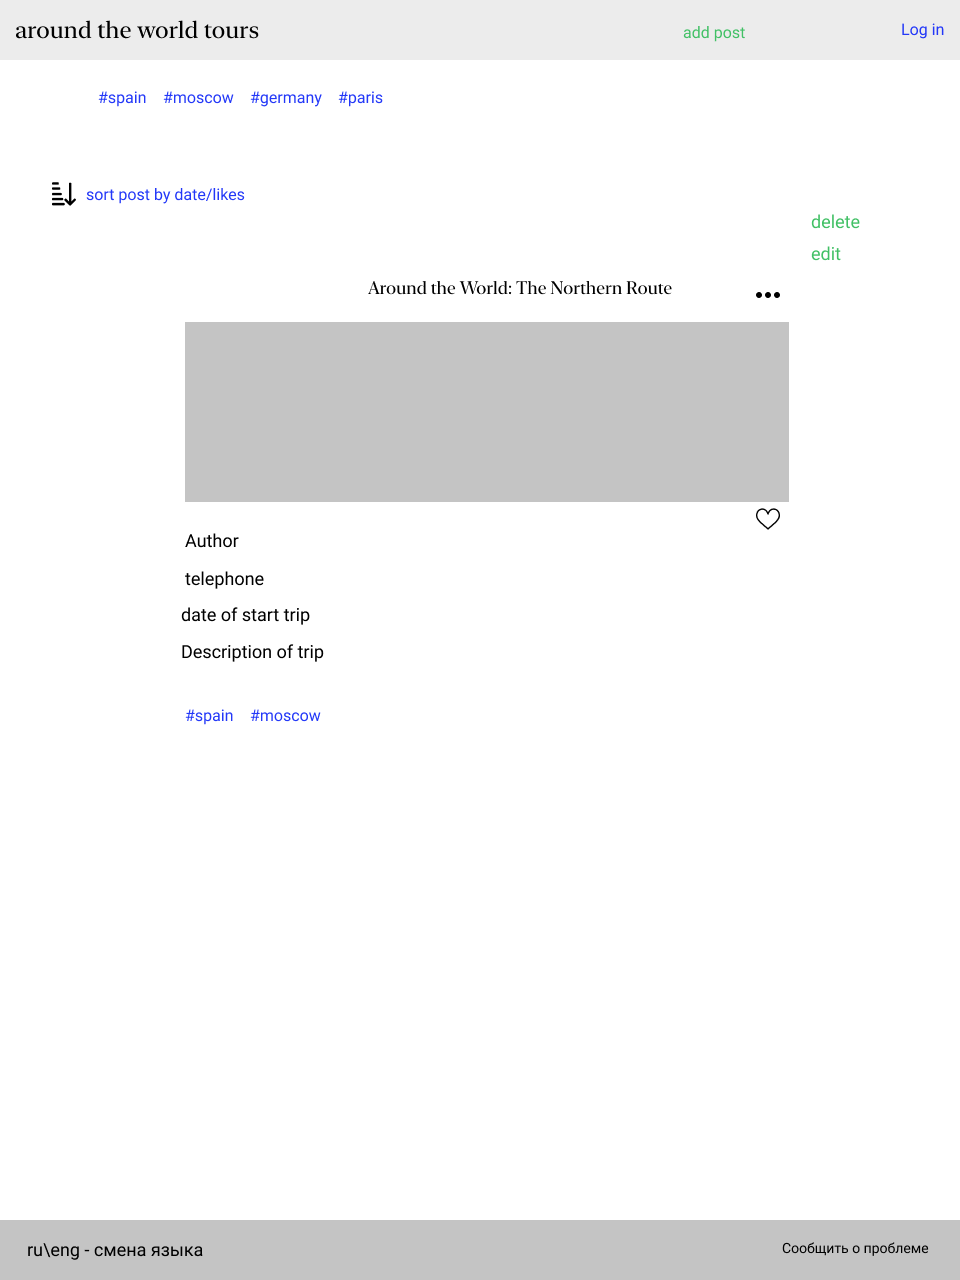 around the world tours
add post
Log in
#spain #moscow #germany #paris
sort post by date/likes
delete
edit
Around the World: The Northern Route
Author
telephone
date of start trip
Description of trip
#spain #moscow
ru\eng - смена языка
Сообщить о проблеме